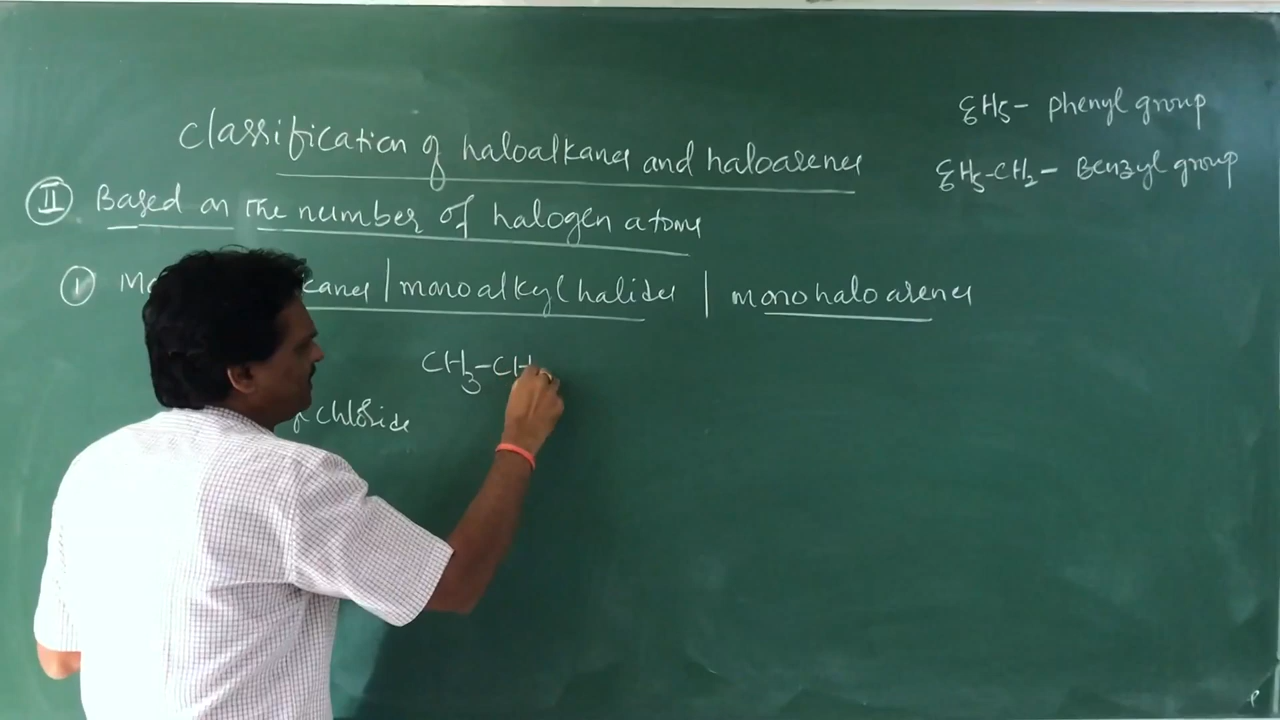 C6H5- phenyl group
Classification of haloalkanes and haloarenes
C6H5-CH2- Benzyl group
II Based on the number of halogen atoms
1 | monoalkyl halides | monohaloarenes
CH3-CH
chloride